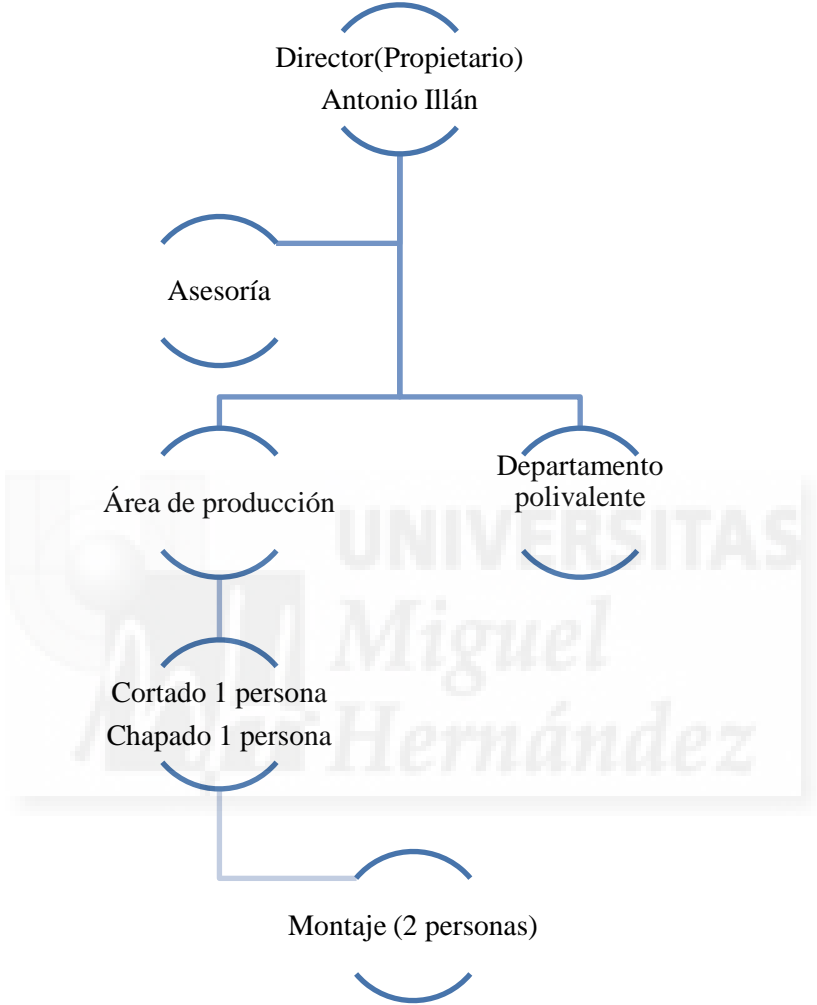 Director(Propietario)
Antonio Illán
Asesoría
Área de producción
Departamento
polivalente
UNIVERSITAS
Miguel
Hernández
Cortado 1 persona
Chapado 1 persona
Montaje (2 personas)